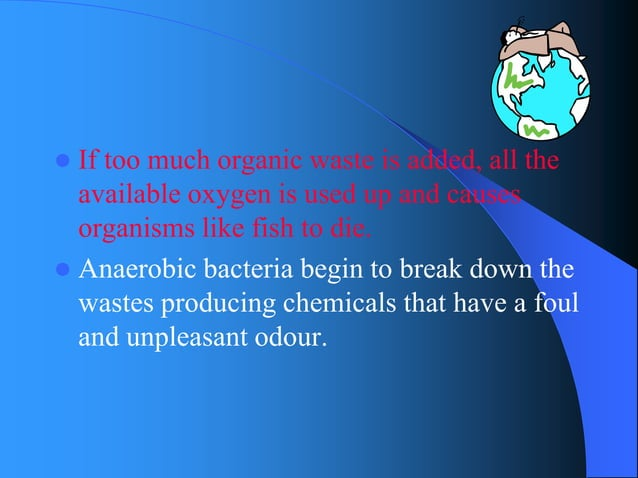 If too much organic waste is added, all the
available oxygen is used up and causes
organisms like fish to die.
Anaerobic bacteria begin to break down the
wastes producing chemicals that have a foul
and unpleasant odour.